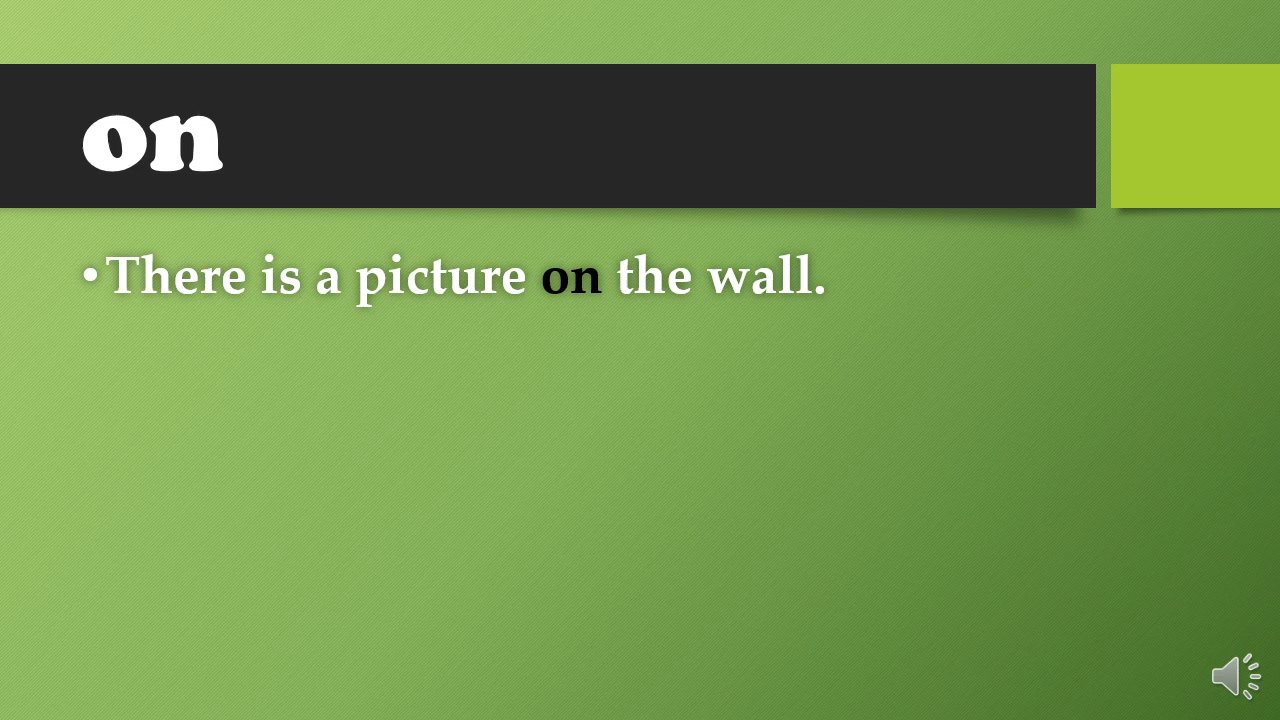 on
• There is a picture on the wall.